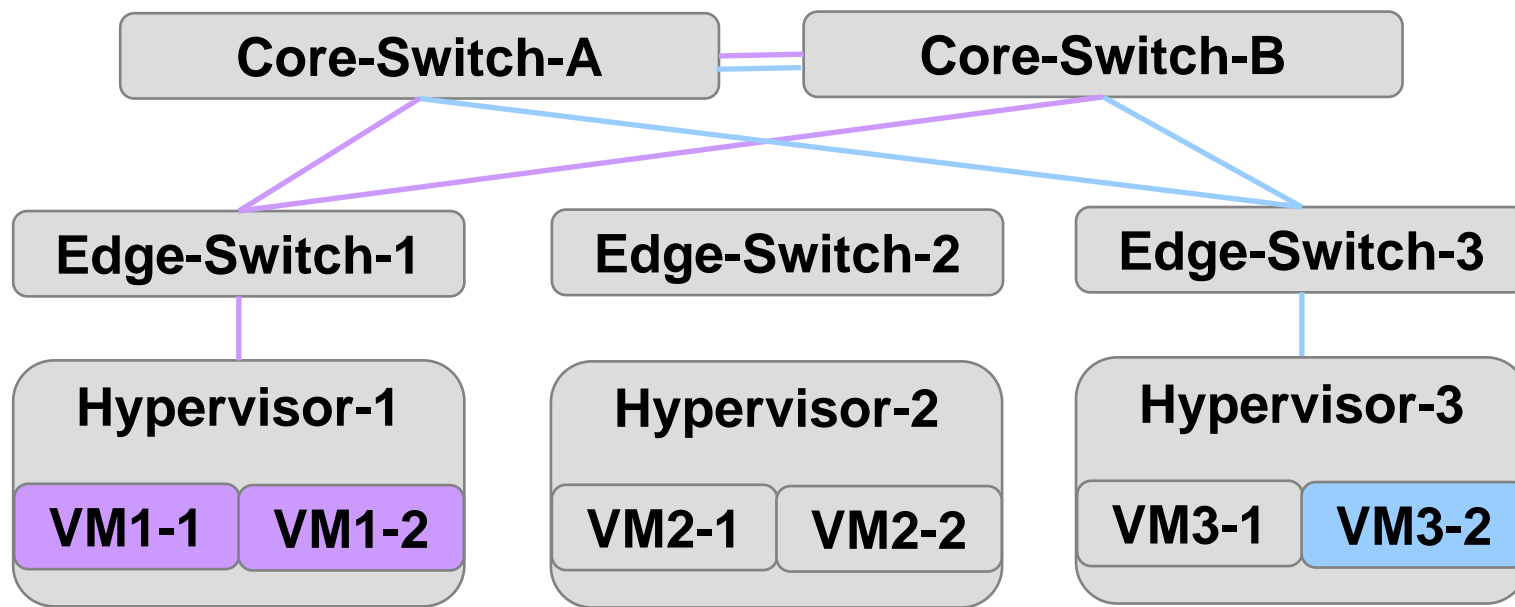 Core-Switch-A
Core-Switch-B
Edge-Switch-1
Edge-Switch-2
Edge-Switch-3
Hypervisor-1
Hypervisor-2
Hypervisor-3
VM1-1
VM1-2
VM2-1
VM2-2
VM3-1
VM3-2